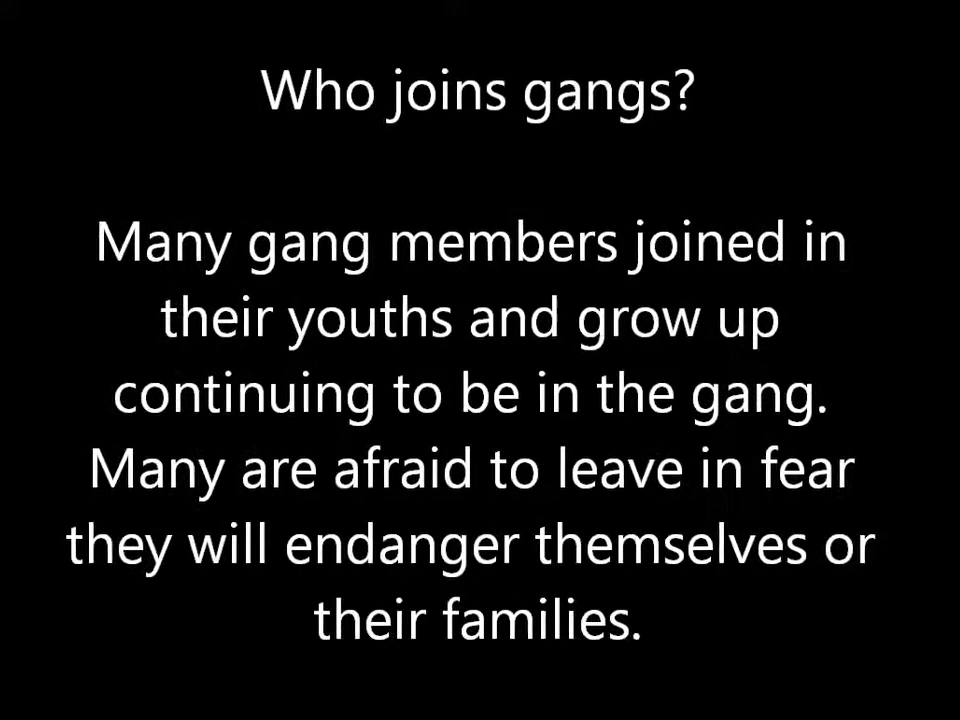 Who joins gangs?
Many gang members joined in
their youths and grow up
continuing to be in the gang.
Many are afraid to leave in fear
they will endanger themselves or
their families.